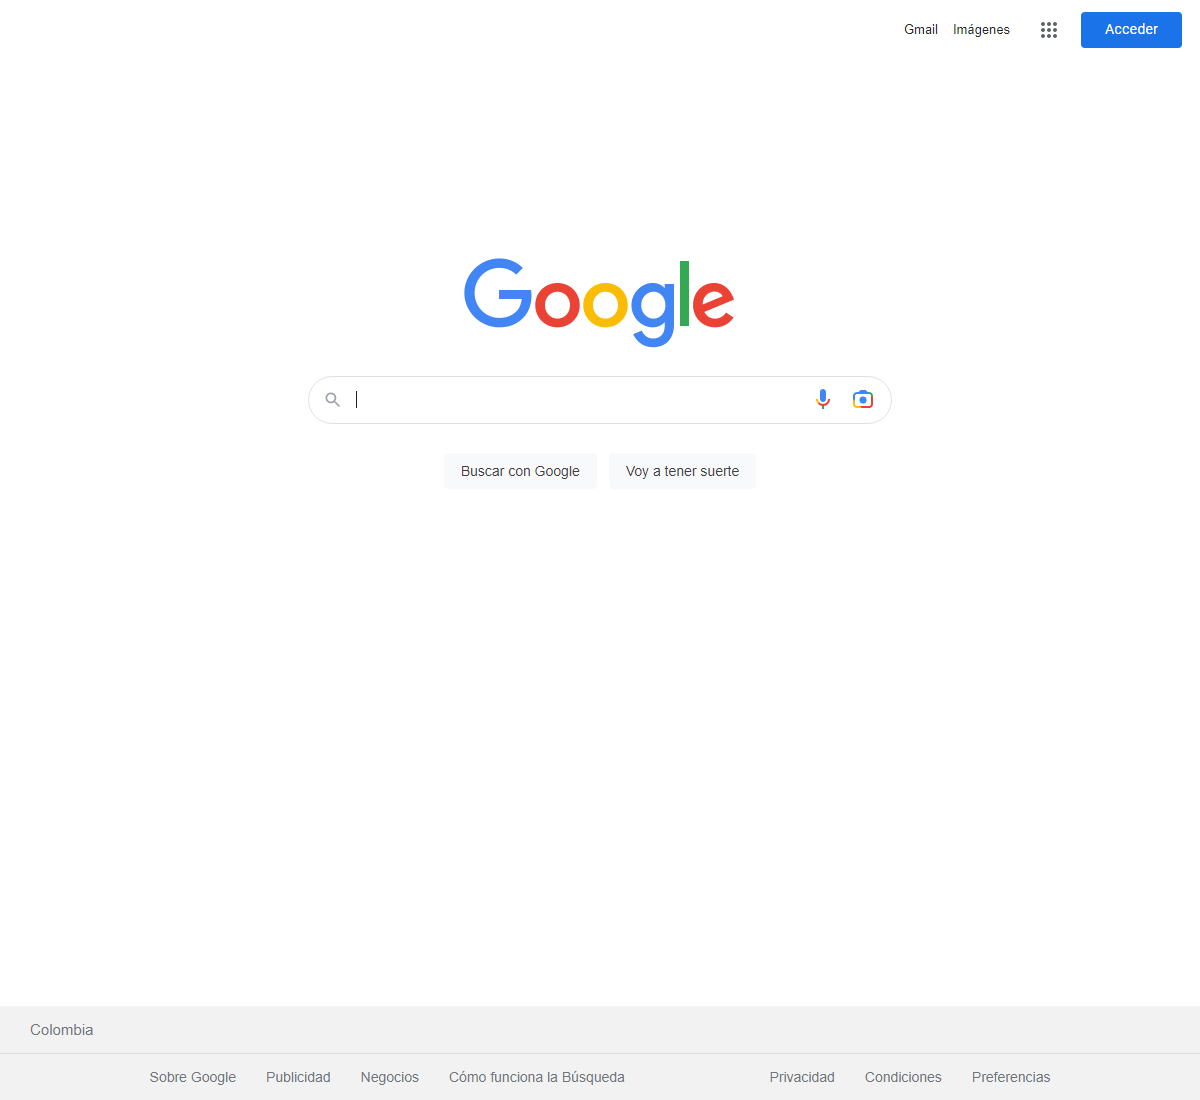 Gmail Imágenes Acceder
Google
Buscar con Google Voy a tener suerte
Colombia
Sobre Google Publicidad Negocios Cómo funciona la Búsqueda Privacidad Condiciones Preferencias